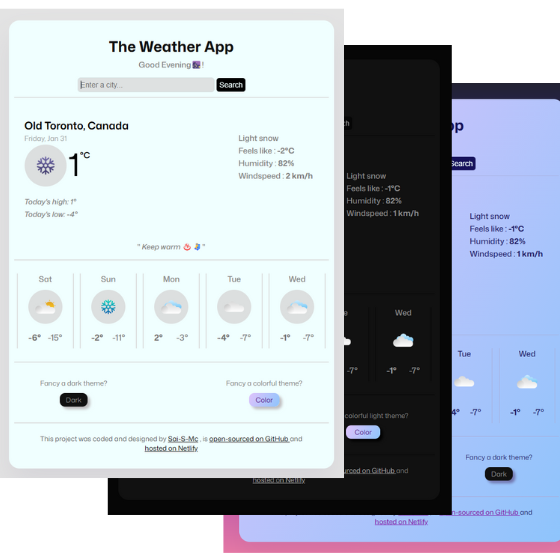 The Weather App
Good Evening 🌆 !
Enter a city...
Search
Old Toronto, Canada
Friday, Jan 31
1°C
Light snow
Feels like : -2°C
Humidity : 82%
Windspeed : 2 km/h
Today's high: 1°
Today's low: -4°
" Keep warm ♨️ 🧣 "
Sat Sun Mon Tue Wed
-6° -15° -2° -11° 2° -3° -4° -7° -1° -7°
Fancy a dark theme?
Dark
Fancy a colorful theme?
Color
This project was coded and designed by Sai-S-Mc , is open-sourced on GitHub and
hosted on Netlify
Light snow
Feels like : -1°C
Humidity : 82%
Windspeed : 1 km/h
Wed
-7° -1° -7°
colorful light theme?
Color
sourced on GitHub and
hosted on Netlify
Search
Light snow
Feels like : -1°C
Humidity : 82%
Windspeed : 1 km/h
Tue Wed
-7° -1° -7°
Fancy a dark theme?
Dark
open-sourced on GitHub and
hosted on Netlify